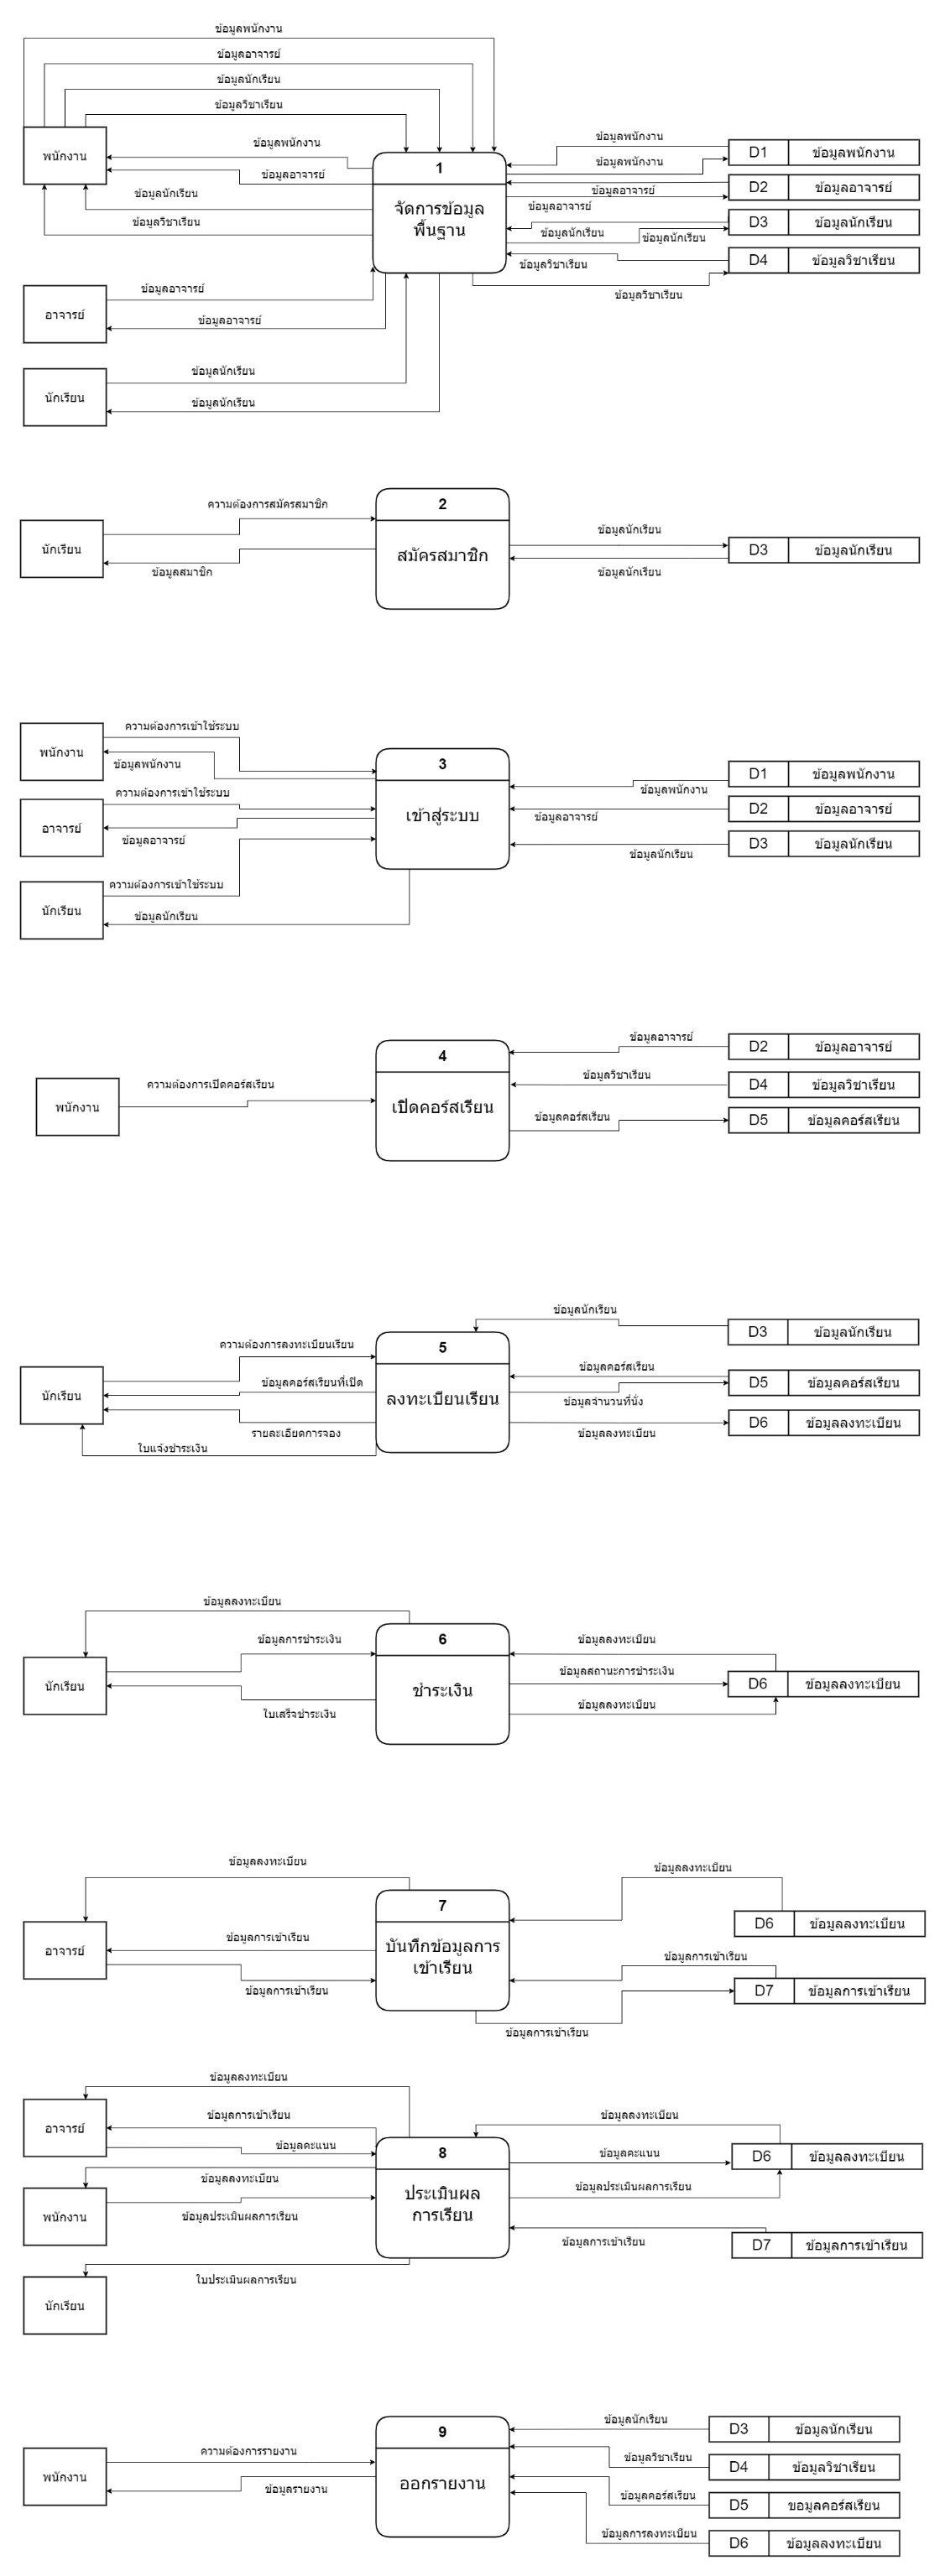 ข้อมูลพนักงาน
ข้อมูลอาจารย์
ข้อมูลนักเรียน
ข้อมูลวิชาเรียน
พนักงาน
ข้อมูลพนักงาน
ข้อมูลอาจารย์
ข้อมูลนักเรียน
ข้อมูลวิชาเรียน
1
จัดการข้อมูล
พื้นฐาน
ข้อมูลพนักงาน
ข้อมูลพนักงาน
ข้อมูลอาจารย์
ข้อมูลอาจารย์
ข้อมูลนักเรียน
ข้อมูลนักเรียน
ข้อมูลวิชาเรียน
ข้อมูลวิชาเรียน
D1 ข้อมูลพนักงาน
D2 ข้อมูลอาจารย์
D3 ข้อมูลนักเรียน
D4 ข้อมูลวิชาเรียน
อาจารย์
ข้อมูลอาจารย์
ข้อมูลอาจารย์
นักเรียน
ข้อมูลนักเรียน
ข้อมูลนักเรียน
นักเรียน
ความต้องการสมัครสมาชิก
ข้อมูลสมาชิก
2
สมัครสมาชิก
ข้อมูลนักเรียน
ข้อมูลนักเรียน
D3 ข้อมูลนักเรียน
พนักงาน
ความต้องการเข้าใช้ระบบ
ข้อมูลพนักงาน
อาจารย์
ความต้องการเข้าใช้ระบบ
ข้อมูลอาจารย์
นักเรียน
ความต้องการเข้าใช้ระบบ
ข้อมูลนักเรียน
3
เข้าสู่ระบบ
ข้อมูลพนักงาน
ข้อมูลอาจารย์
ข้อมูลนักเรียน
D1 ข้อมูลพนักงาน
D2 ข้อมูลอาจารย์
D3 ข้อมูลนักเรียน
พนักงาน
ความต้องการเปิดคอร์สเรียน
4
เปิดคอร์สเรียน
ข้อมูลอาจารย์
ข้อมูลวิชาเรียน
ข้อมูลคอร์สเรียน
D2 ข้อมูลอาจารย์
D4 ข้อมูลวิชาเรียน
D5 ข้อมูลคอร์สเรียน
นักเรียน
ความต้องการลงทะเบียนเรียน
ข้อมูลคอร์สเรียนที่เปิด
รายละเอียดการจอง
ใบแจ้งชำระเงิน
5
ลงทะเบียนเรียน
ข้อมูลนักเรียน
ข้อมูลคอร์สเรียน
ข้อมูลจำนวนที่นั่ง
ข้อมูลลงทะเบียน
D3 ข้อมูลนักเรียน
D5 ข้อมูลคอร์สเรียน
D6 ข้อมูลลงทะเบียน
ข้อมูลลงทะเบียน
นักเรียน
ข้อมูลการชำระเงิน
ใบเสร็จชำระเงิน
6
ชำระเงิน
ข้อมูลลงทะเบียน
ข้อมูลสถานะการชำระเงิน
ข้อมูลลงทะเบียน
D6 ข้อมูลลงทะเบียน
ข้อมูลลงทะเบียน
อาจารย์
ข้อมูลการเข้าเรียน
ข้อมูลการเข้าเรียน
7
บันทึกข้อมูลการ
เข้าเรียน
ข้อมูลลงทะเบียน
ข้อมูลการเข้าเรียน
ข้อมูลการเข้าเรียน
D6 ข้อมูลลงทะเบียน
D7 ข้อมูลการเข้าเรียน
ข้อมูลลงทะเบียน
อาจารย์
ข้อมูลการเข้าเรียน
ข้อมูลคะแนน
พนักงาน
ข้อมูลลงทะเบียน
ข้อมูลประเมินผลการเรียน
นักเรียน
ใบประเมินผลการเรียน
8
ประเมินผล
การเรียน
ข้อมูลลงทะเบียน
ข้อมูลคะแนน
ข้อมูลประเมินผลการเรียน
ข้อมูลการเข้าเรียน
D6 ข้อมูลลงทะเบียน
D7 ข้อมูลการเข้าเรียน
พนักงาน
ความต้องการรายงาน
ข้อมูลรายงาน
9
ออกรายงาน
ข้อมูลนักเรียน
ข้อมูลวิชาเรียน
ข้อมูลคอร์สเรียน
ข้อมูลการลงทะเบียน
D3 ข้อมูลนักเรียน
D4 ข้อมูลวิชาเรียน
D5 ขอมูลคอร์สเรียน
D6 ข้อมูลลงทะเบียน